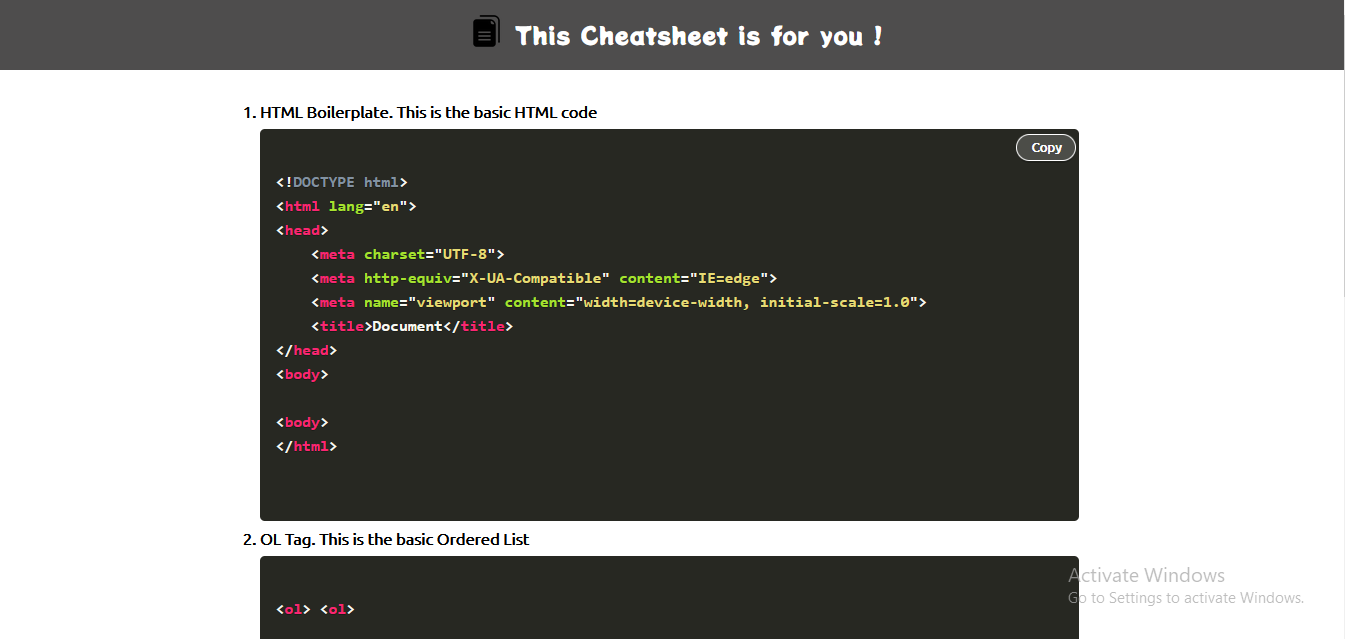 This Cheatsheet is for you !
1. HTML Boilerplate. This is the basic HTML code
Copy
<!DOCTYPE html>
<html lang="en">
<head>
    <meta charset="UTF-8">
    <meta http-equiv="X-UA-Compatible" content="IE=edge">
    <meta name="viewport" content="width=device-width, initial-scale=1.0">
    <title>Document</title>
</head>
<body>
<body>
</html>
2. OL Tag. This is the basic Ordered List
<ol> <ol>
Activate Windows
Go to Settings to activate Windows.